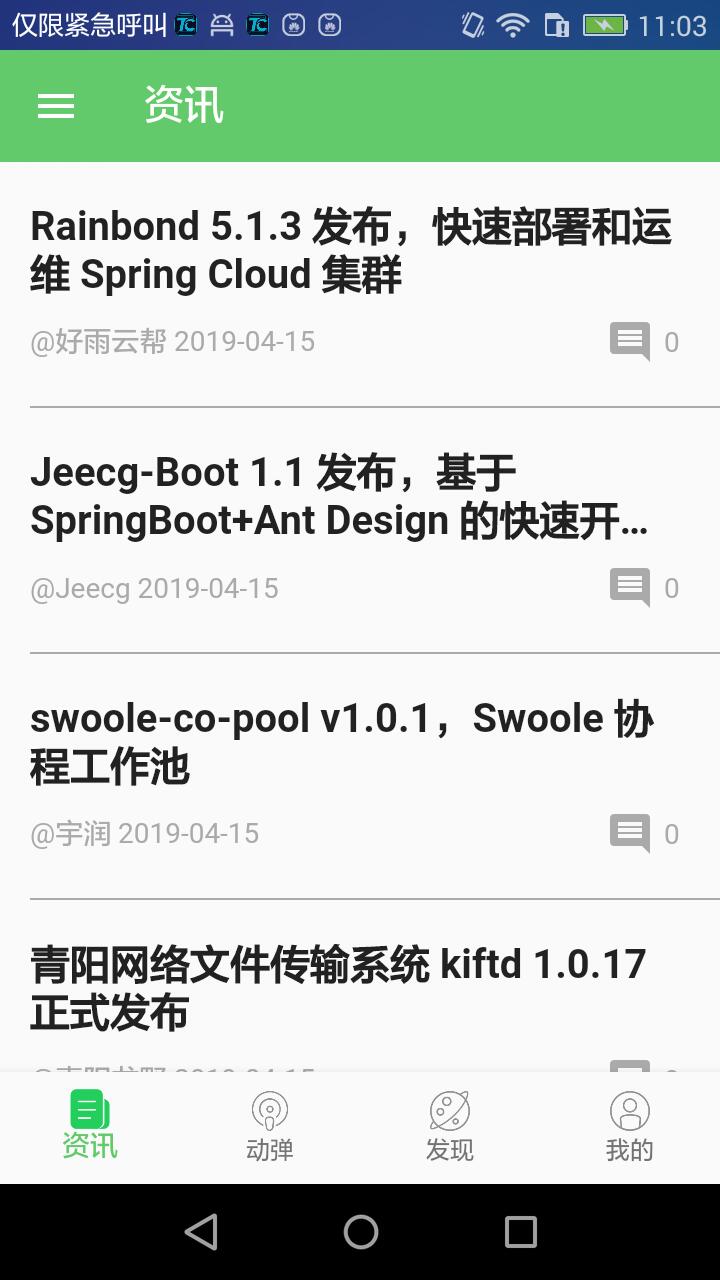 仅限紧急呼叫 TC TC 11:03
资讯
Rainbond 5.1.3 发布，快速部署和运
维 Spring Cloud 集群
@好雨云帮 2019-04-15 0
Jeecg-Boot 1.1 发布，基于
SpringBoot+Ant Design 的快速开...
@Jeecg 2019-04-15 0
swoole-co-pool v1.0.1，Swoole 协
程工作池
@宇润 2019-04-15 0
青阳网络文件传输系统 kiftd 1.0.17
正式发布
资讯 动弹 发现 我的